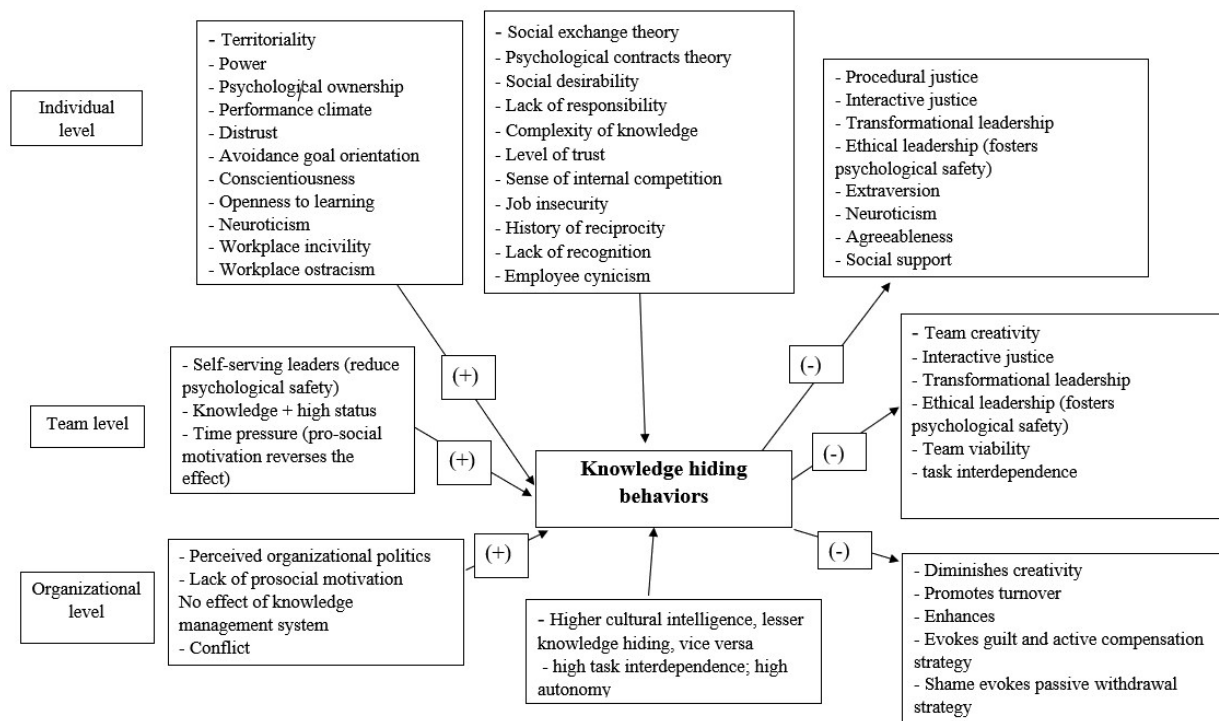 Individual
level
- Territoriality
- Power
- Psychological ownership
- Performance climate
- Distrust
- Avoidance goal orientation
- Conscientiousness
- Openness to learning
- Neuroticism
- Workplace incivility
- Workplace ostracism
- Social exchange theory
- Psychological contracts theory
- Social desirability
- Lack of responsibility
- Complexity of knowledge
- Level of trust
- Sense of internal competition
- Job insecurity
- History of reciprocity
- Lack of recognition
- Employee cynicism
- Procedural justice
- Interactive justice
- Transformational leadership
- Ethical leadership (fosters
psychological safety)
- Extraversion
- Neuroticism
- Agreeableness
- Social support
Team level
- Self-serving leaders (reduce
psychological safety)
- Knowledge + high status
- Time pressure (pro-social
motivation reverses the
effect)
(+)
(+)
(-)
(-)
Knowledge hiding
behaviors
- Team creativity
- Interactive justice
- Transformational leadership
- Ethical leadership (fosters
psychological safety)
- Team viability
- task interdependence
Organizational
level
- Perceived organizational politics
- Lack of prosocial motivation
No effect of knowledge
management system
- Conflict
(+)
(-)
- Higher cultural intelligence, lesser
knowledge hiding, vice versa
- high task interdependence; high
autonomy
- Diminishes creativity
- Promotes turnover
- Enhances
- Evokes guilt and active compensation
strategy
- Shame evokes passive withdrawal
strategy